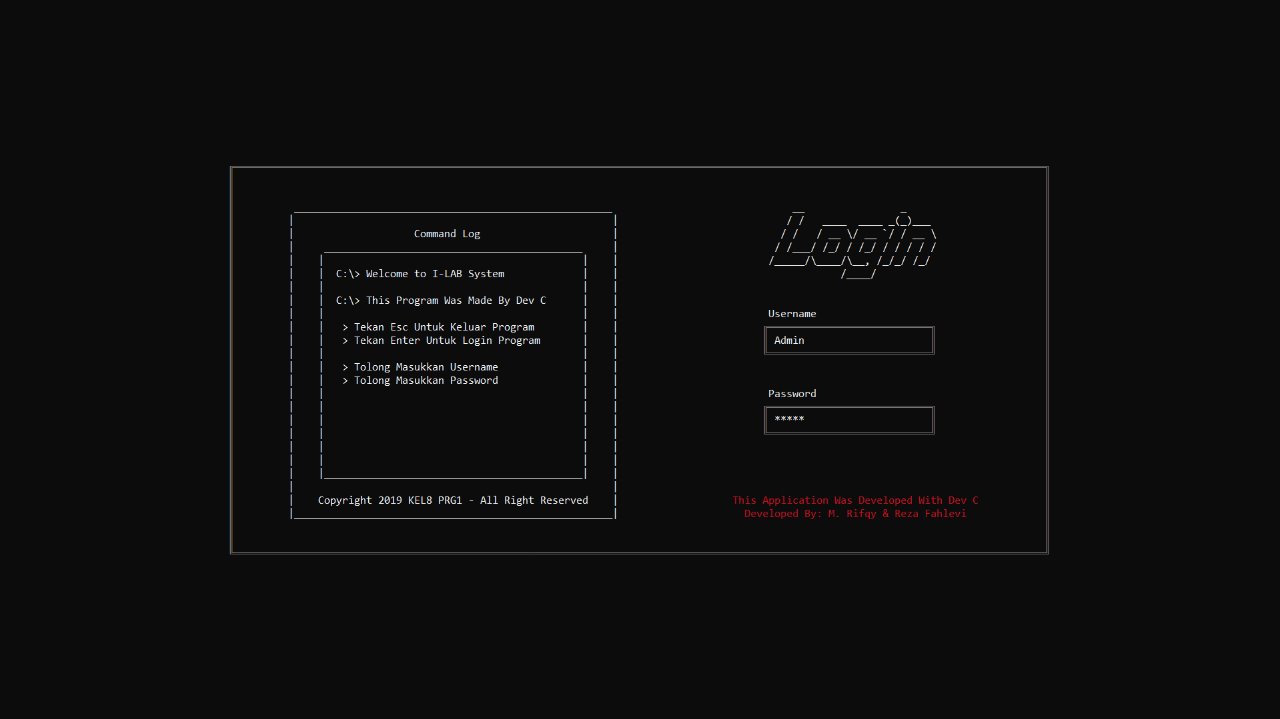 Command Log
C:\> Welcome to I-LAB System
C:\> This Program Was Made By Dev C
> Tekan Esc Untuk Keluar Program
> Tekan Enter Untuk Login Program
> Tolong Masukkan Username
> Tolong Masukkan Password
Copyright 2019 KEL8 PRG1 - All Right Reserved
Login
Username
Admin
Password
*****
This Application Was Developed With Dev C
Developed By: M. Rifqy & Reza Fahlevi